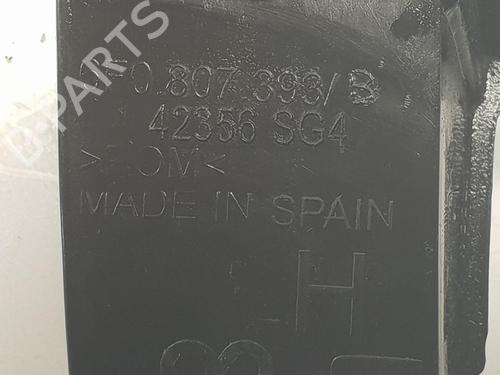 B-PARTS
0.807 393/B
42356 SG4
>POM<
MADE IN SPAIN
H